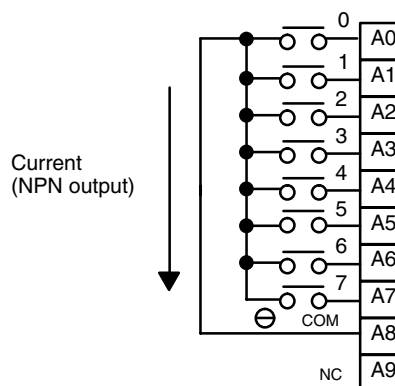 0
A0
1
A1
2
A2
3
A3
Current
(NPN output)
4
A4
5
A5
6
A6
7
A7
COM
A8
NC
A9